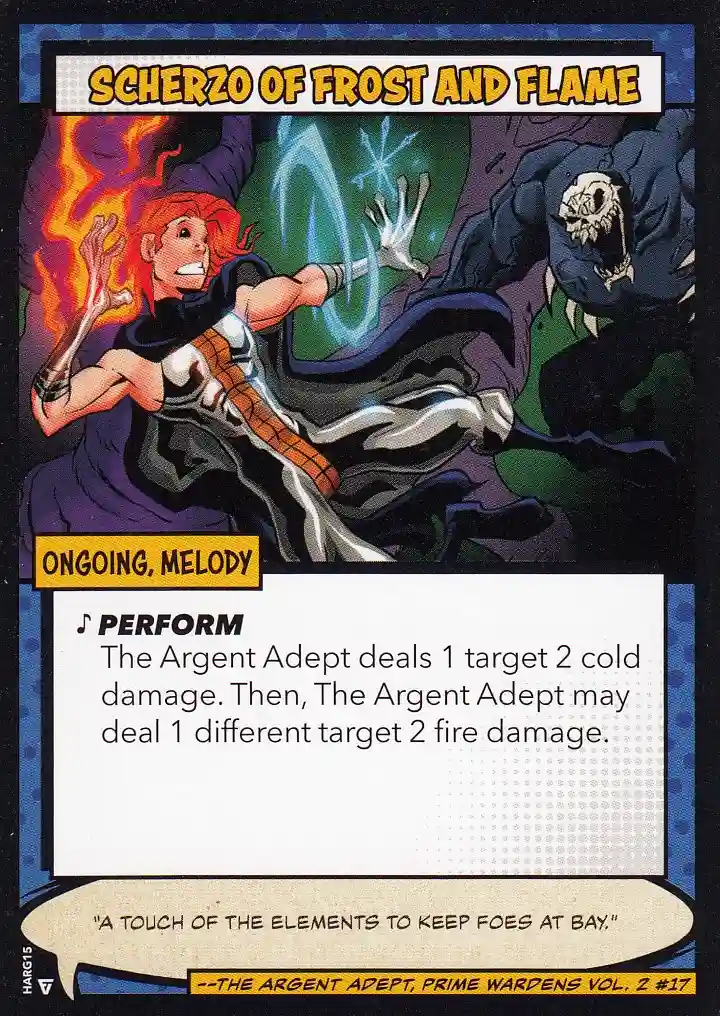 SCHERZO OF FROST AND FLAME
ONGOING, MELODY
♪ PERFORM
The Argent Adept deals 1 target 2 cold
damage. Then, The Argent Adept may
deal 1 different target 2 fire damage.
"A TOUCH OF THE ELEMENTS TO KEEP FOES AT BAY."
--THE ARGENT ADEPT, PRIME WARDENS VOL. 2 #17
HARG15